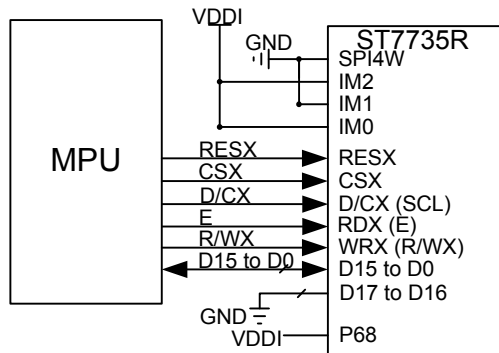 VDDI
ST7735R
GND
SPI4W
IM2
IM1
IM0
MPU
RESX
RESX
CSX
CSX
D/CX
D/CX (SCL)
E
RDX (E)
R/WX
WRX (R/WX)
D15 to D0
D15 to D0
D17 to D16
GND
VDDI
P68